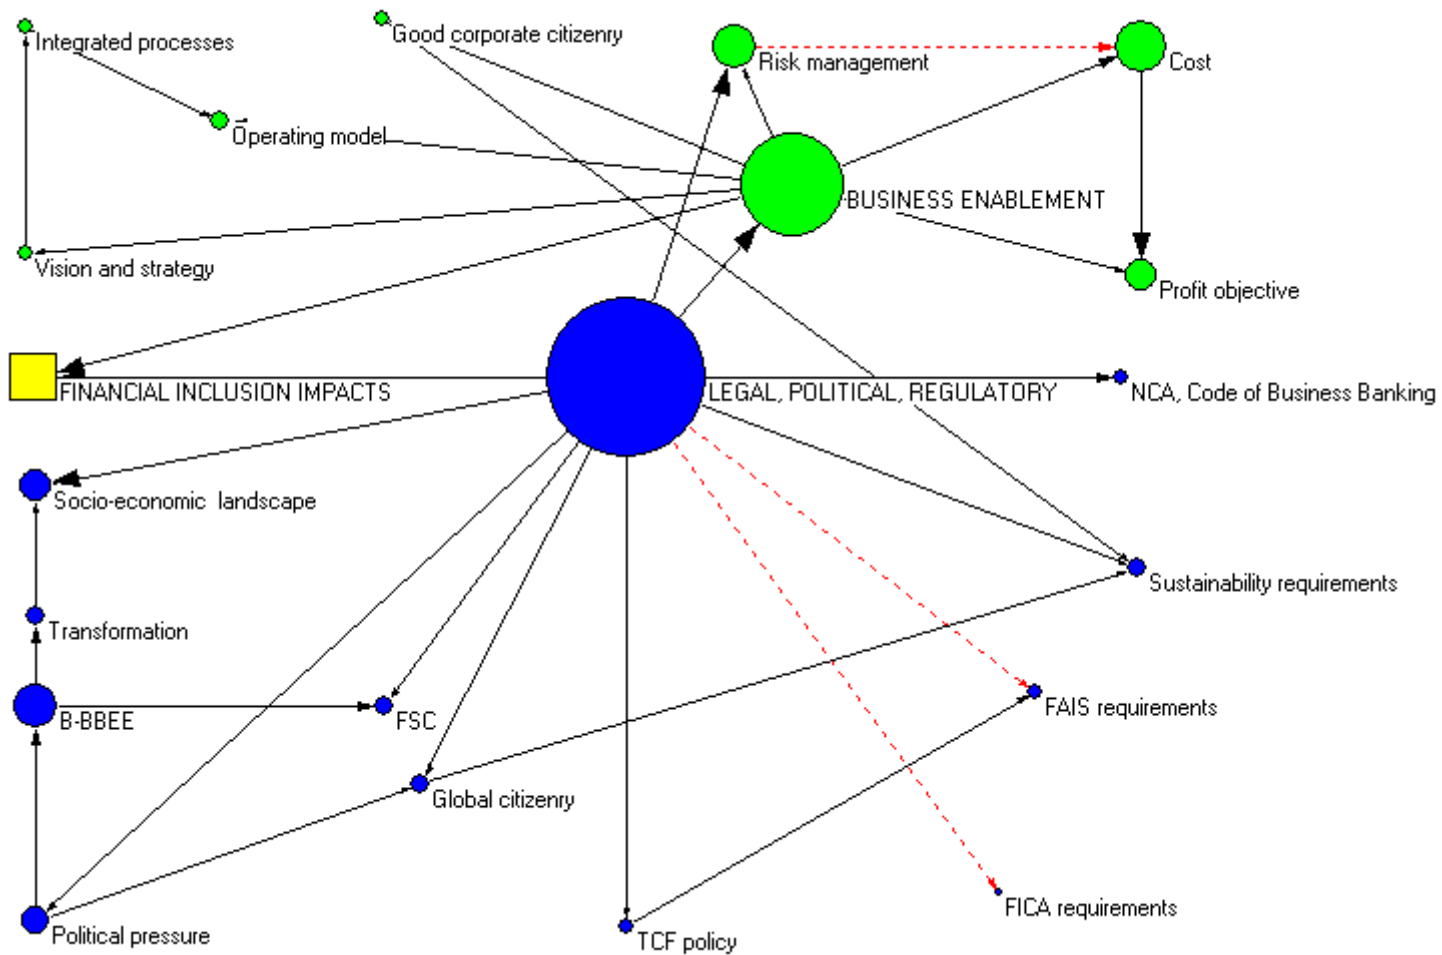 Good corporate citizenry
Integrated processes
Risk management
Cost
Operating model
BUSINESS ENABLEMENT
Vision and strategy
Profit objective
FINANCIAL INCLUSION IMPACTS
LEGAL, POLITICAL, REGULATORY
NCA, Code of Business Banking
Socio-economic landscape
Sustainability requirements
Transformation
FAIS requirements
B-BBEE
FSC
Global citizenry
FICA requirements
Political pressure
TCF policy